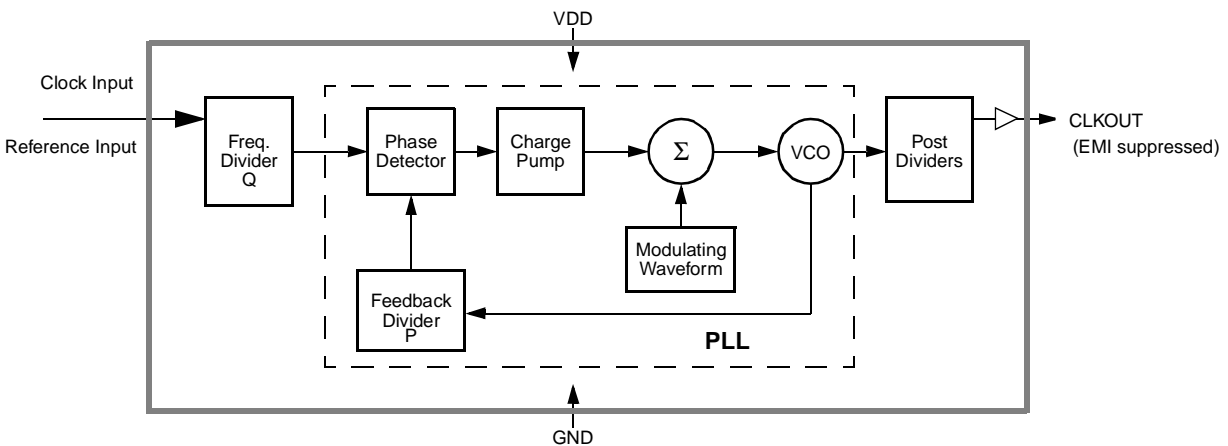 VDD
Clock Input
Reference Input
Freq.
Divider
Q
Phase
Detector
Charge
Pump
Σ
VCO
Post
Dividers
CLKOUT
(EMI suppressed)
Modulating
Waveform
Feedback
Divider
P
PLL
GND